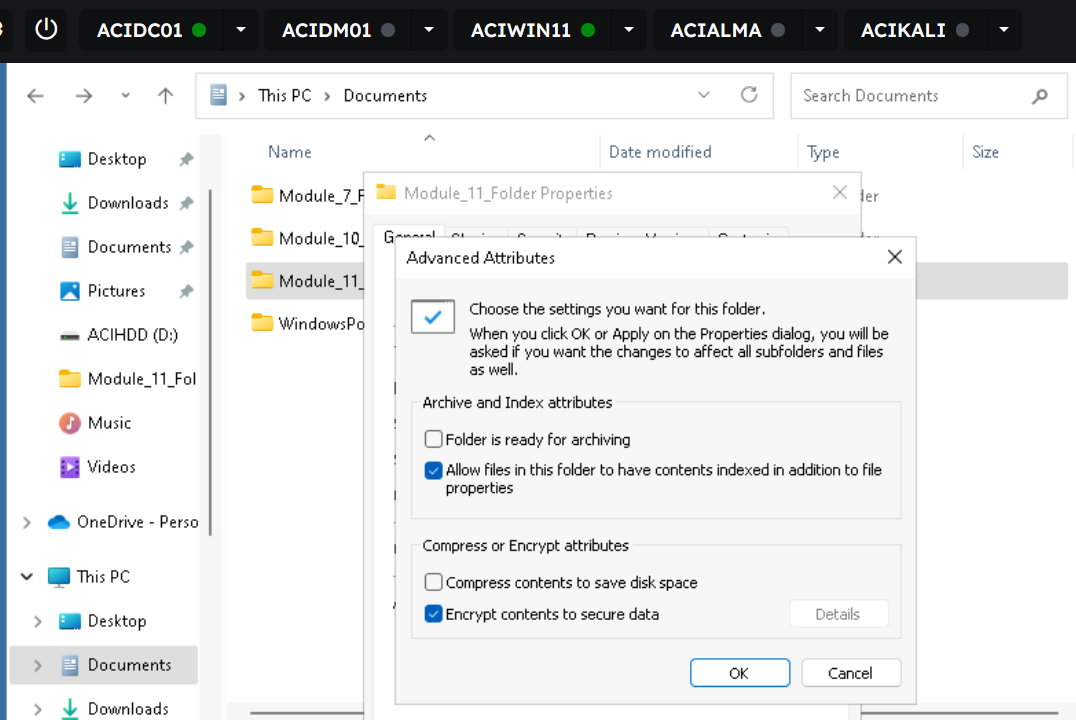 ACIDC01
ACIDM01
ACIWIN11
ACIALMA
ACIKALI
This PC
Documents
Search Documents
Name
Date modified
Type
Size
Desktop
Downloads
Documents
Pictures
ACIHDD (D:)
Module_11_Fol
Music
Videos
OneDrive - Perso
This PC
Desktop
Documents
Downloads
Module_7_F
Module_10_
Module_11_
WindowsPo
Module_11_Folder Properties
General
Advanced Attributes
Choose the settings you want for this folder.
When you click OK or Apply on the Properties dialog, you will be
asked if you want the changes to affect all subfolders and files
as well.
Archive and Index attributes
Folder is ready for archiving
Allow files in this folder to have contents indexed in addition to file
properties
Compress or Encrypt attributes
Compress contents to save disk space
Encrypt contents to secure data
Details
OK
Cancel